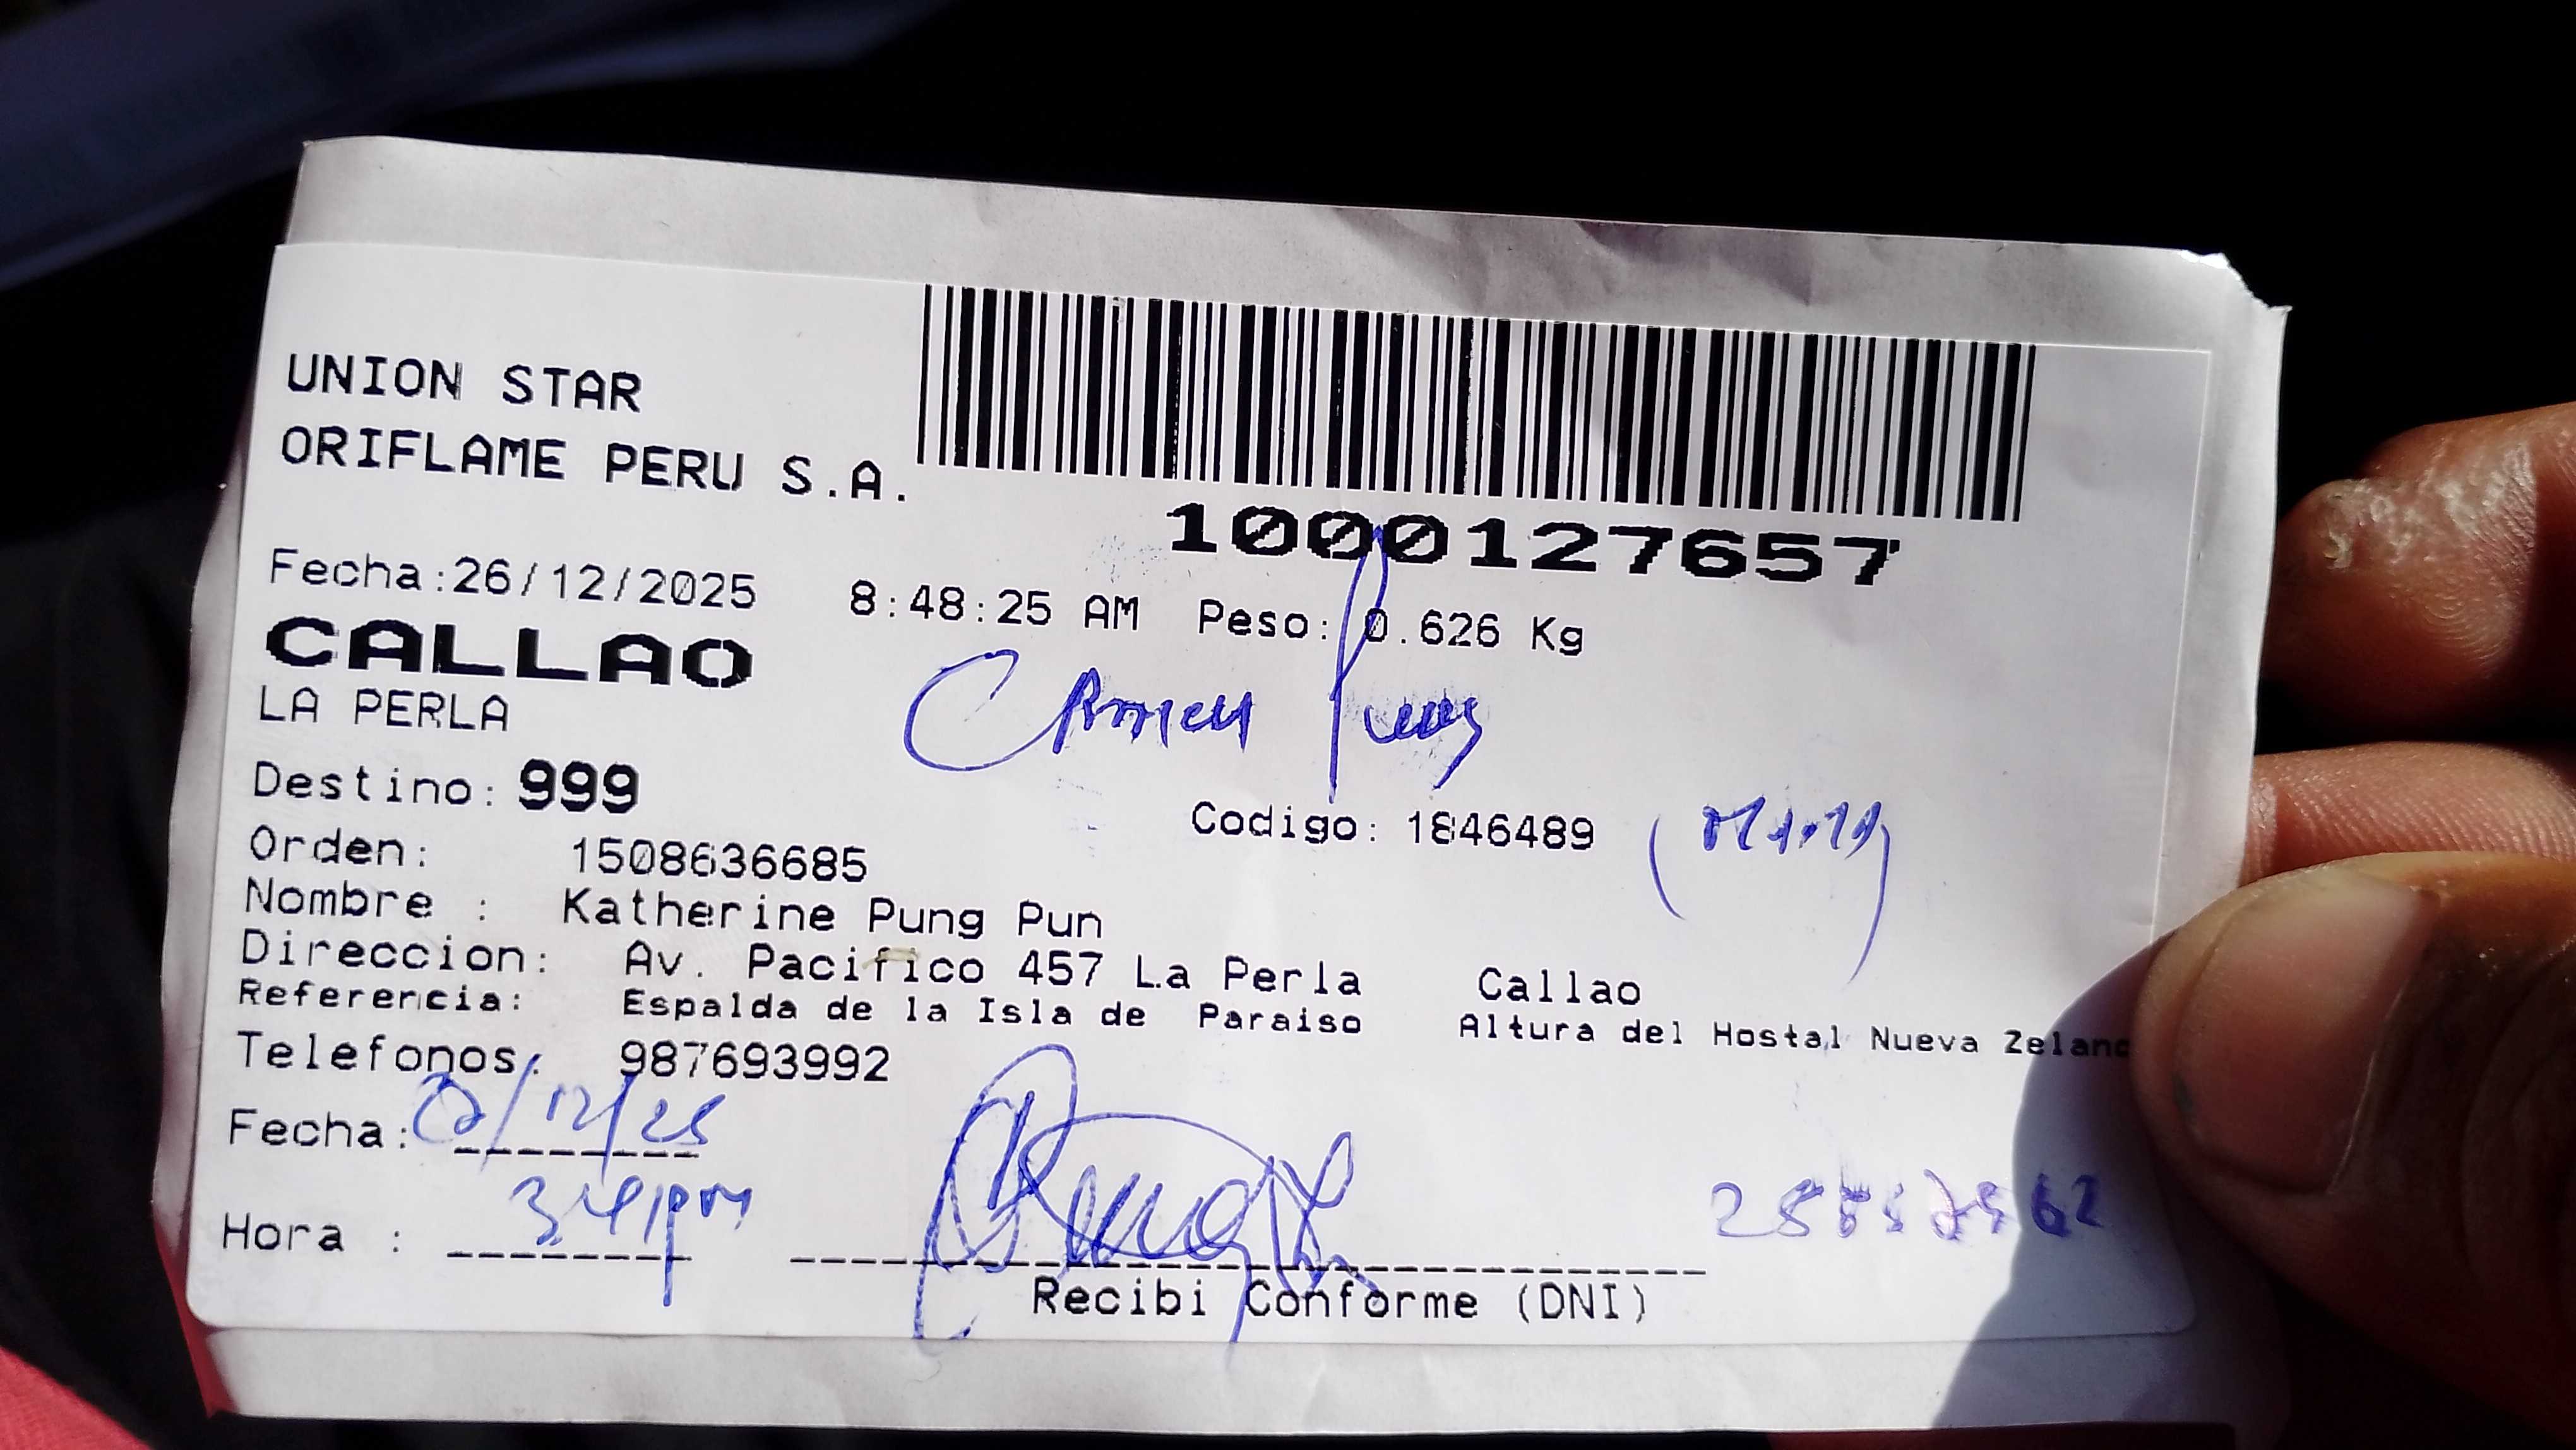 UNION STAR
ORIFLAME PERU S.A.
1000127657
Fecha:26/12/2025 8:48:25 AM Peso: 0.626 Kg
CALLAO
LA PERLA
Carmen Pung
Destino: 999
Codigo: 1846489
Orden: 1508636685
Nombre : Katherine Pung Pun
Direccion: Av. Pacifico 457 La Perla Callao
Referencia: Espalda de la Isla de Paraiso Altura del Hostal Nueva
Telefonos: 987693992
Fecha:
Hora :
Recibi Conforme (DNI)